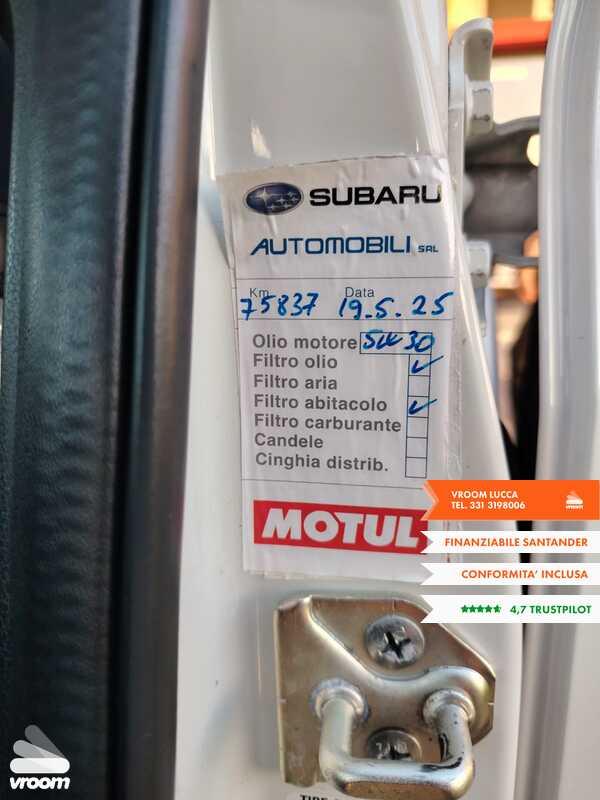 SUBARU
AUTOMOBILI SRL
Km Data
75837 19.5.25
Olio motore 5W30
Filtro olio ✓
Filtro aria
Filtro abitacolo ✓
Filtro carburante
Candele
Cinghia distrib.
MOTUL
VROOM LUCCA
TEL. 331 3198006
vroom
FINANZIABILE SANTANDER
CONFORMITA' INCLUSA
4,7 TRUSTPILOT
vroom